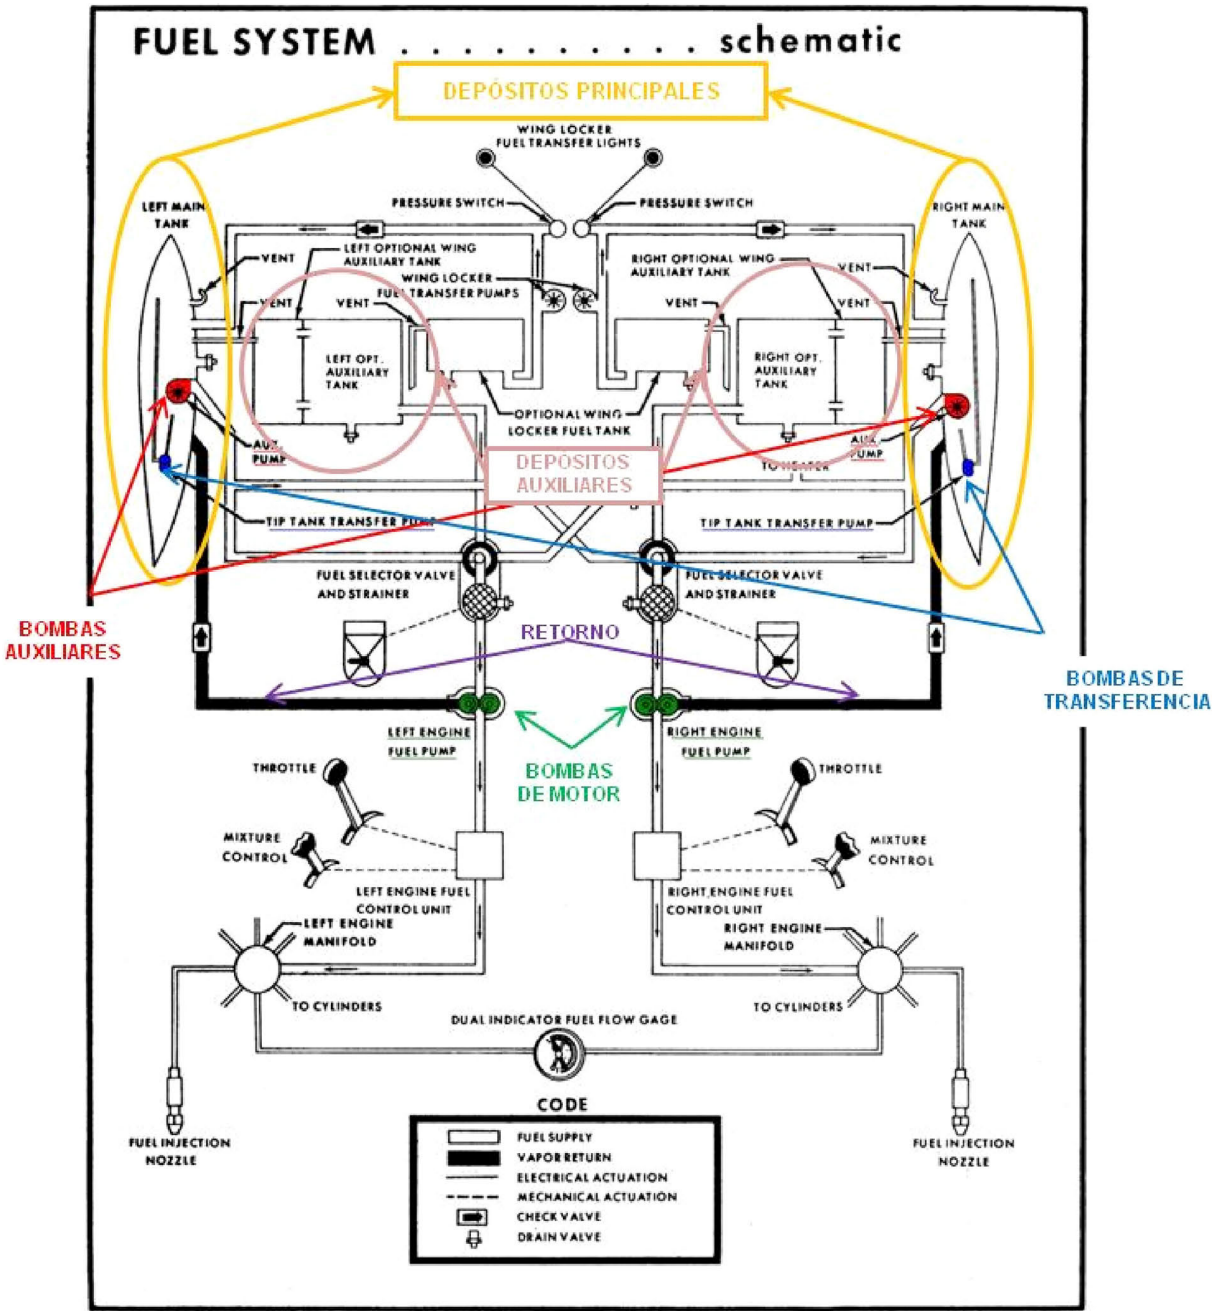 FUEL SYSTEM . . . . . . . . . . schematic
DEPÓSITOS PRINCIPALES
WING LOCKER
FUEL TRANSFER LIGHTS
LEFT MAIN
TANK
PRESSURE SWITCH
PRESSURE SWITCH
RIGHT MAIN
TANK
VENT
LEFT OPTIONAL WING
AUXILIARY TANK
RIGHT OPTIONAL WING
AUXILIARY TANK
VENT
WING LOCKER
FUEL TRANSFER PUMPS
VENT
VENT
VENT
VENT
LEFT OPT.
AUXILIARY
TANK
RIGHT OPT.
AUXILIARY
TANK
OPTIONAL WING
LOCKER FUEL TANK
AUX.
PUMP
DEPÓSITOS
AUXILIARES
AUX.
PUMP
TO HEATER
TIP TANK TRANSFER PUMP
TIP TANK TRANSFER PUMP
FUEL SELECTOR VALVE
AND STRAINER
FUEL SELECTOR VALVE
AND STRAINER
BOMBAS
AUXILIARES
RETORNO
BOMBAS DE
TRANSFERENCIA
LEFT ENGINE
FUEL PUMP
RIGHT ENGINE
FUEL PUMP
BOMBAS
DE MOTOR
THROTTLE
THROTTLE
MIXTURE
CONTROL
MIXTURE
CONTROL
LEFT ENGINE FUEL
CONTROL UNIT
RIGHT ENGINE FUEL
CONTROL UNIT
LEFT ENGINE
MANIFOLD
RIGHT ENGINE
MANIFOLD
TO CYLINDERS
TO CYLINDERS
DUAL INDICATOR FUEL FLOW GAGE
FUEL INJECTION
NOZZLE
FUEL INJECTION
NOZZLE
CODE
FUEL SUPPLY
VAPOR RETURN
ELECTRICAL ACTUATION
MECHANICAL ACTUATION
CHECK VALVE
DRAIN VALVE